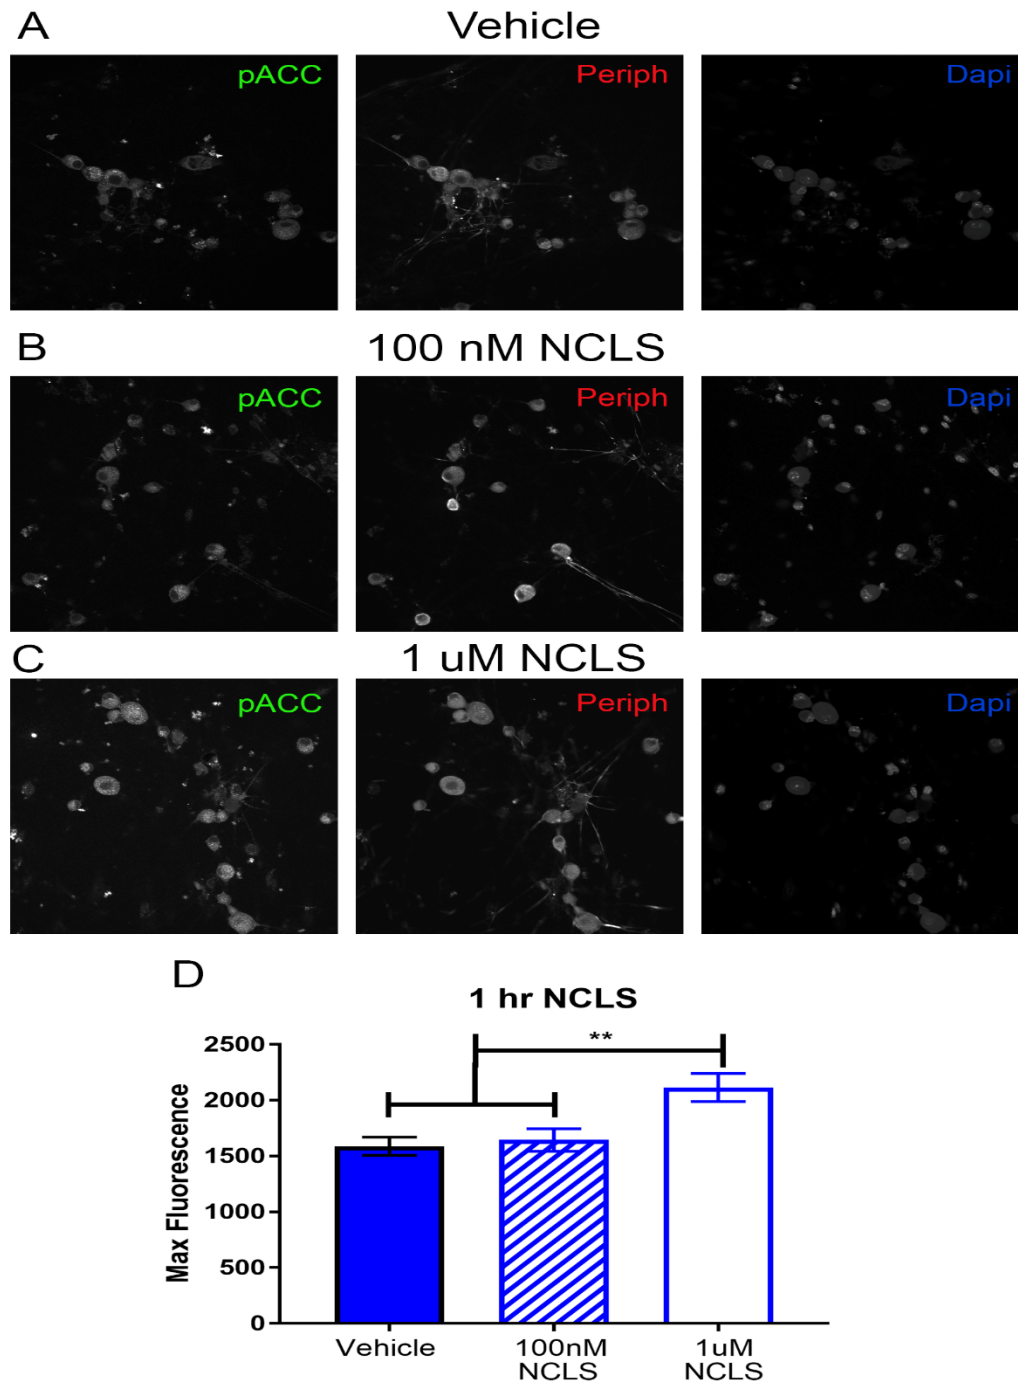 A
Vehicle
pACC
Periph
Dapi
B
100 nM NCLS
pACC
Periph
Dapi
C
1 uM NCLS
pACC
Periph
Dapi
D
1 hr NCLS
**
Max Fluorescence
2500
2000
1500
1000
500
0
Vehicle
100nM
NCLS
1uM
NCLS